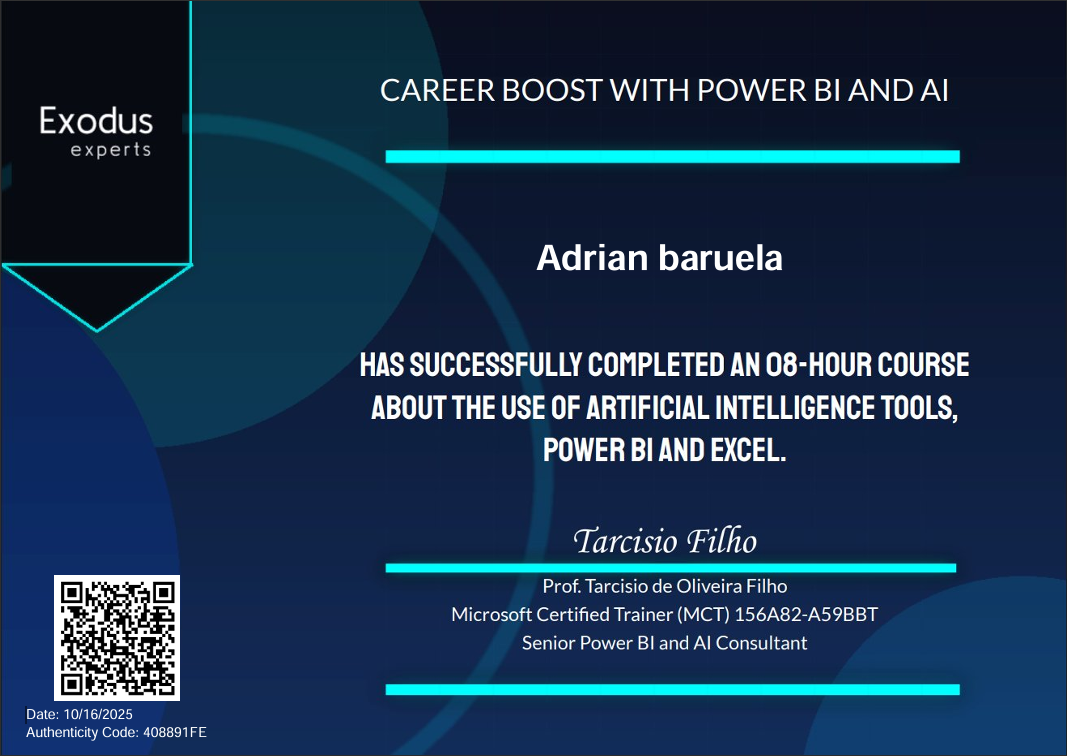 Exodus
experts
CAREER BOOST WITH POWER BI AND AI
Adrian baruela
HAS SUCCESSFULLY COMPLETED AN 08-HOUR COURSE
ABOUT THE USE OF ARTIFICIAL INTELLIGENCE TOOLS,
POWER BI AND EXCEL.
Tarcisio Filho
Prof. Tarcisio de Oliveira Filho
Microsoft Certified Trainer (MCT) 156A82-A59BBT
Senior Power BI and AI Consultant
Date: 10/16/2025
Authenticity Code: 408891FE